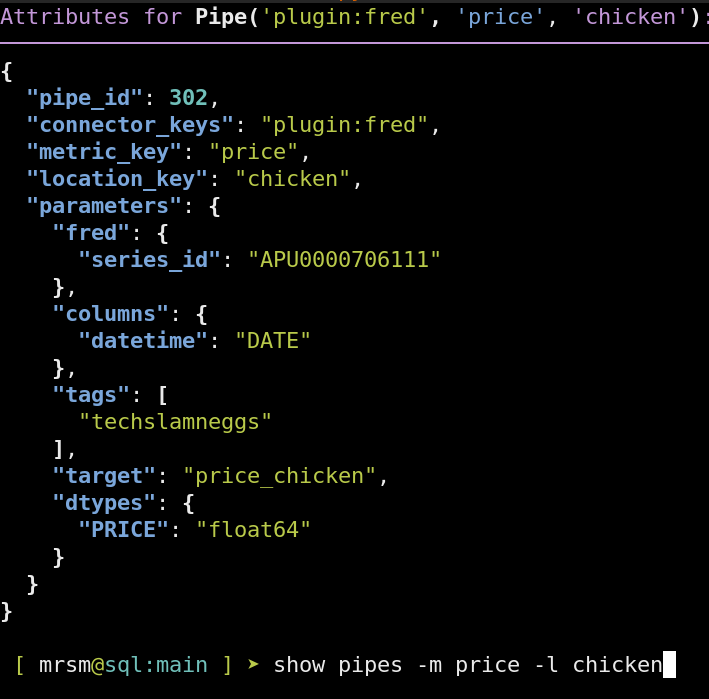 Attributes for Pipe('plugin:fred', 'price', 'chicken'):
{
  "pipe_id": 302,
  "connector_keys": "plugin:fred",
  "metric_key": "price",
  "location_key": "chicken",
  "parameters": {
    "fred": {
      "series_id": "APU0000706111"
    },
    "columns": {
      "datetime": "DATE"
    },
    "tags": [
      "techslamneggs"
    ],
    "target": "price_chicken",
    "dtypes": {
      "PRICE": "float64"
    }
  }
}
[ mrsm@sql:main ] ➤ show pipes -m price -l chicken